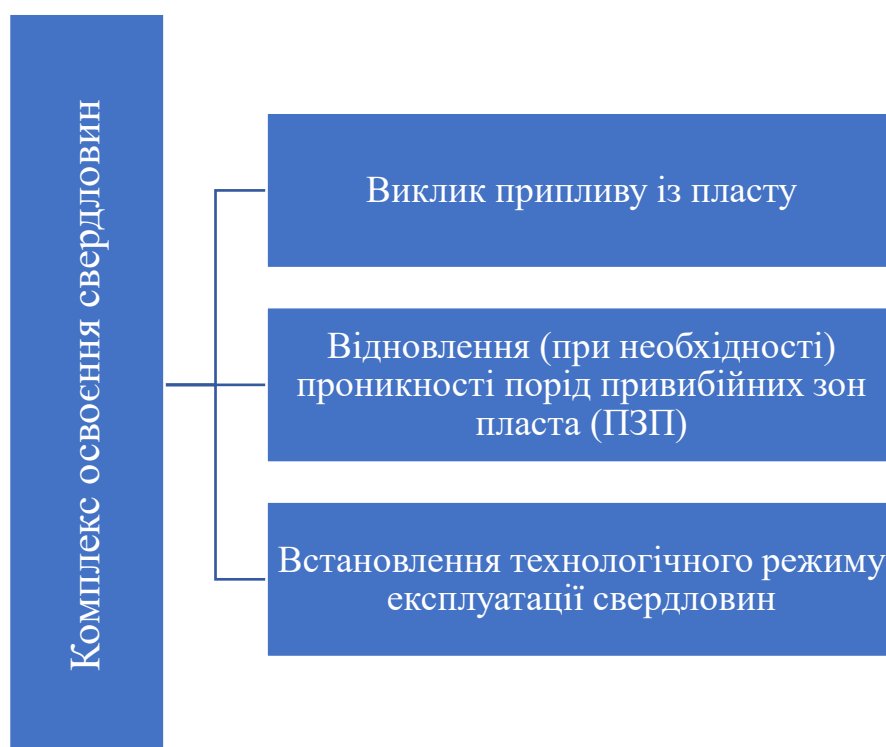 Комплекс освоєння свердловин
Виклик припливу із пласту
Відновлення (при необхідності)
проникності порід привибійних зон
пласта (ПЗП)
Встановлення технологічного режиму
експлуатації свердловин